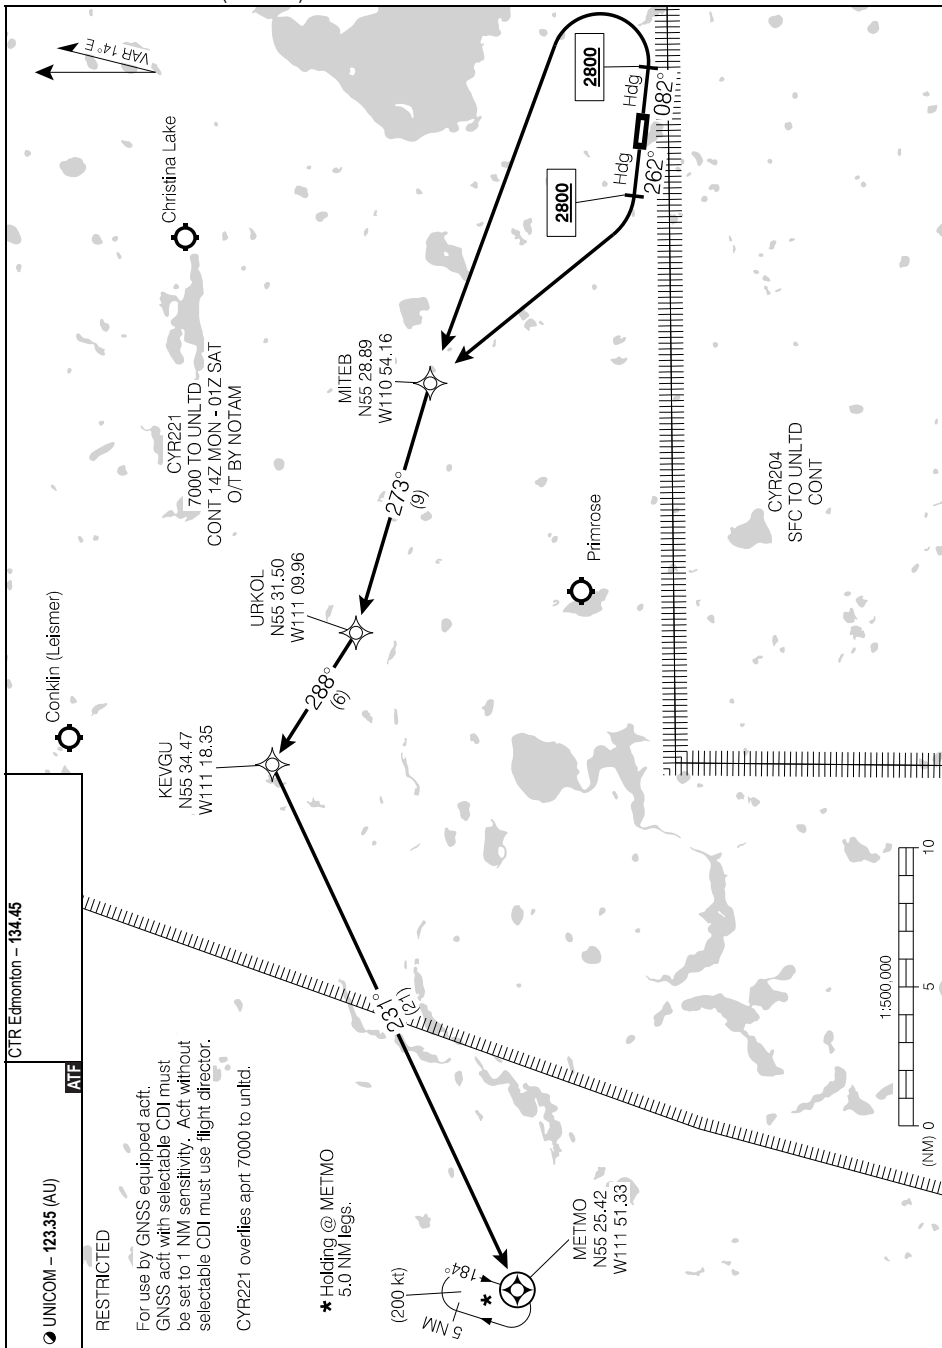 UNICOM – 123.35 (AU)
ATF
CTR Edmonton – 134.45
RESTRICTED
For use by GNSS equipped acft.
GNSS acft with selectable CDI must
be set to 1 NM sensitivity. Acft without
selectable CDI must use flight director.
CYR221 overlies aprt 7000 to unltd.
* Holding @ METMO
5.0 NM legs.
(200 kt)
5 NM
184°
*
METMO
N55 25.42
W111 51.33
231°
(21)
KEVGU
N55 34.47
W111 18.35
288°
(6)
URKOL
N55 31.50
W111 09.96
273°
(9)
MITEB
N55 28.89
W110 54.16
Conklin (Leismer)
CYR221
7000 TO UNLTD
CONT 14Z MON - 01Z SAT
O/T BY NOTAM
Christina Lake
VAR 14° E
Primrose
2800
2800
Hdg
262°
Hdg
082°
CYR204
SFC TO UNLTD
CONT
1:500,000
(NM) 0
5
10